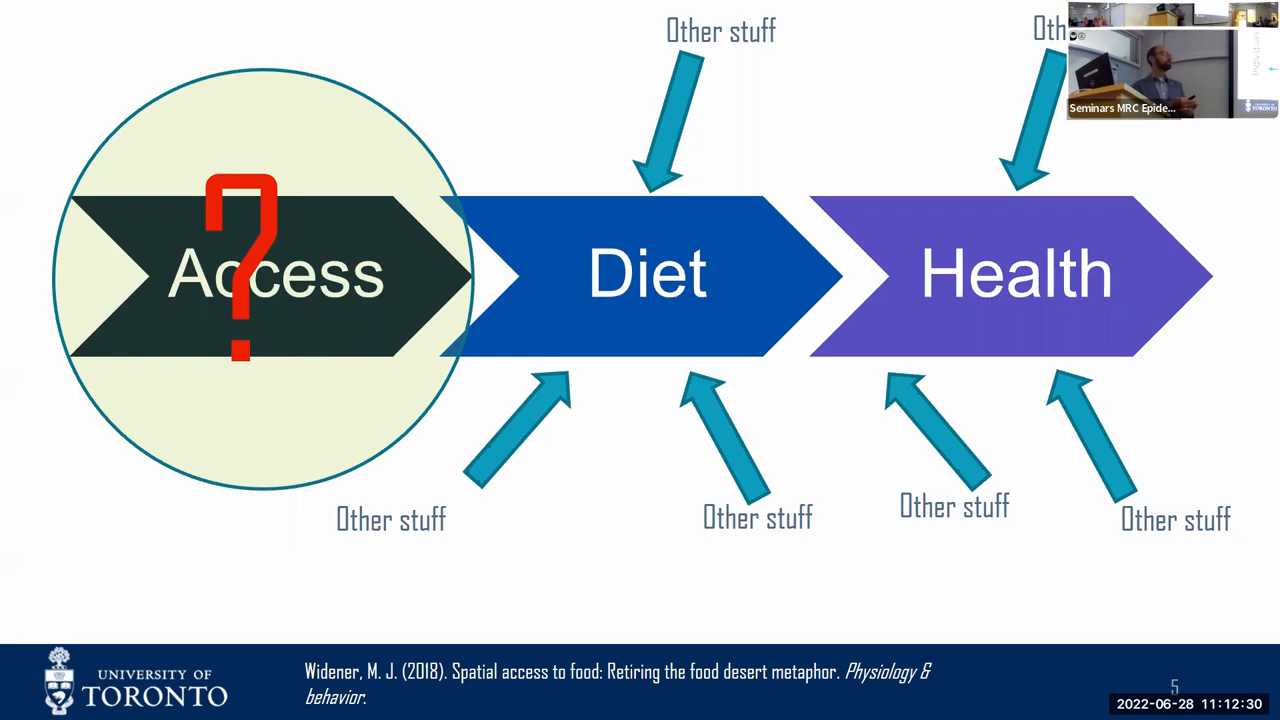 Other stuff
Oth
Seminars MRC Epide...
?
Access
Diet
Health
Other stuff
Other stuff
Other stuff
Other stuff
UNIVERSITY OF
TORONTO
Widener, M. J. (2018). Spatial access to food: Retiring the food desert metaphor. Physiology &
behavior.
5
2022-06-28 11:12:30